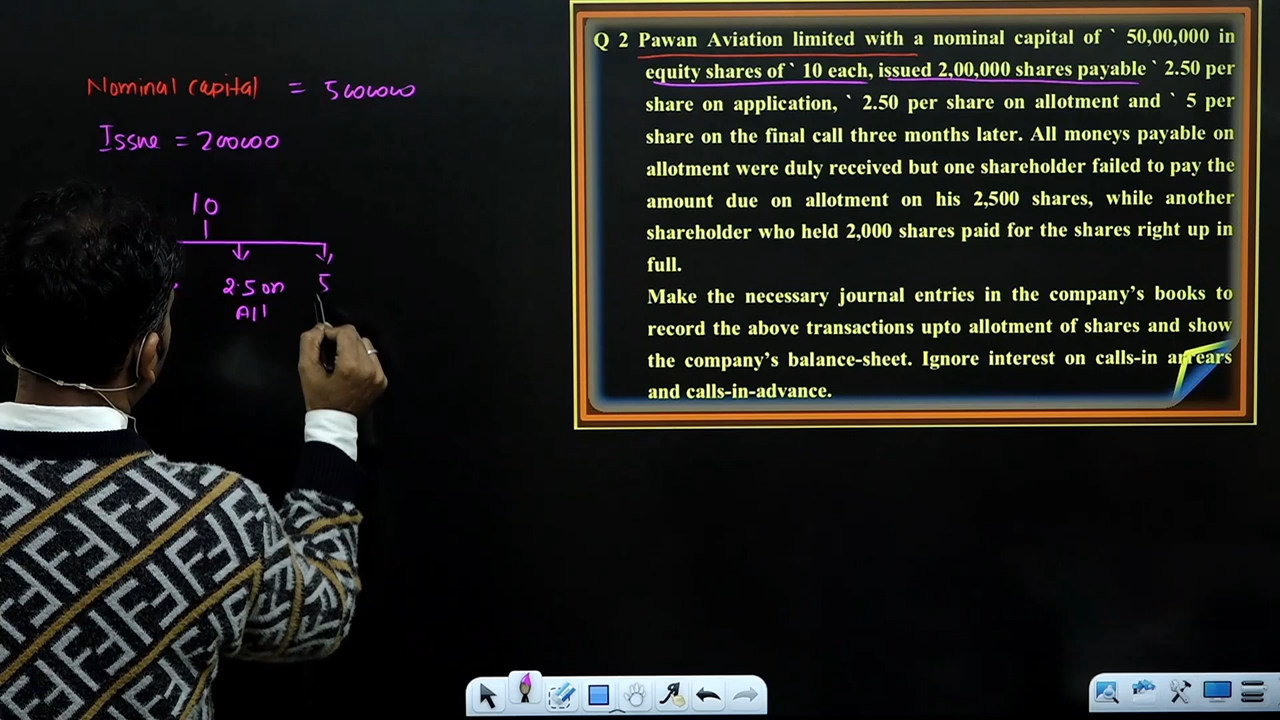 Nominal capital = 5000000
Issue = 200000
10
2.5 on
All
5
Q 2 Pawan Aviation limited with a nominal capital of ` 50,00,000 in
equity shares of ` 10 each, issued 2,00,000 shares payable ` 2.50 per
share on application, ` 2.50 per share on allotment and ` 5 per
share on the final call three months later. All moneys payable on
allotment were duly received but one shareholder failed to pay the
amount due on allotment on his 2,500 shares, while another
shareholder who held 2,000 shares paid for the shares right up in
full.
Make the necessary journal entries in the company's books to
record the above transactions upto allotment of shares and show
the company's balance-sheet. Ignore interest on calls-in arrears
and calls-in-advance.